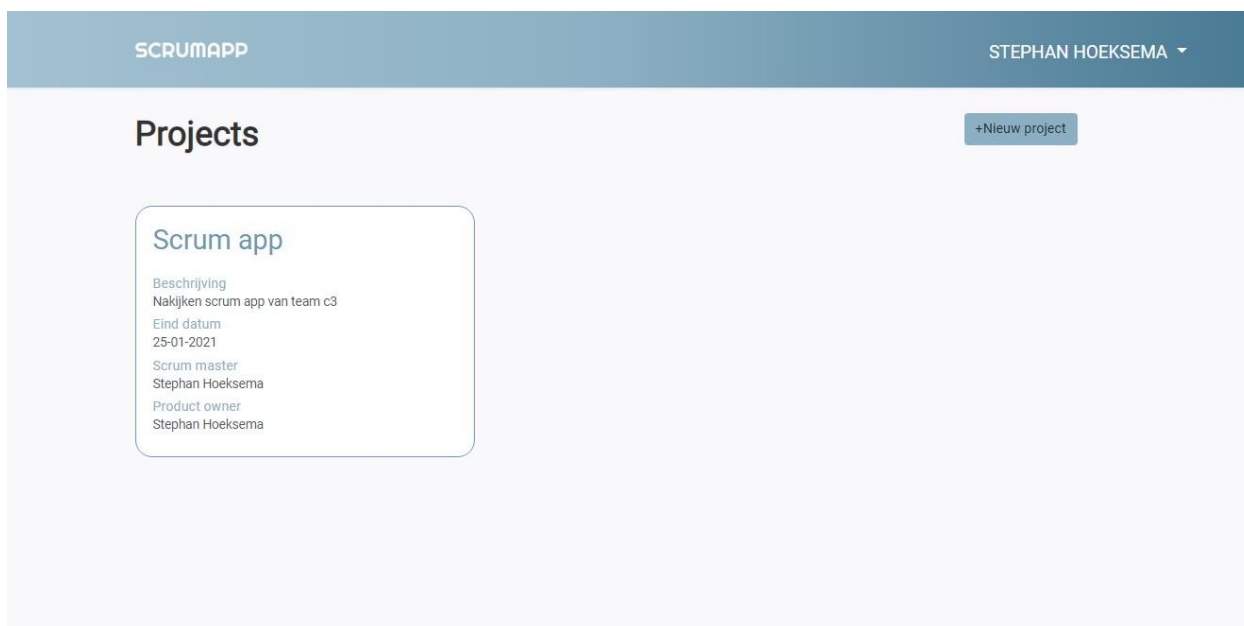 SCRUMAPP
STEPHAN HOEKSEMA
Projects
+Nieuw project
Scrum app
Beschrijving
Nakijken scrum app van team c3
Eind datum
25-01-2021
Scrum master
Stephan Hoeksema
Product owner
Stephan Hoeksema